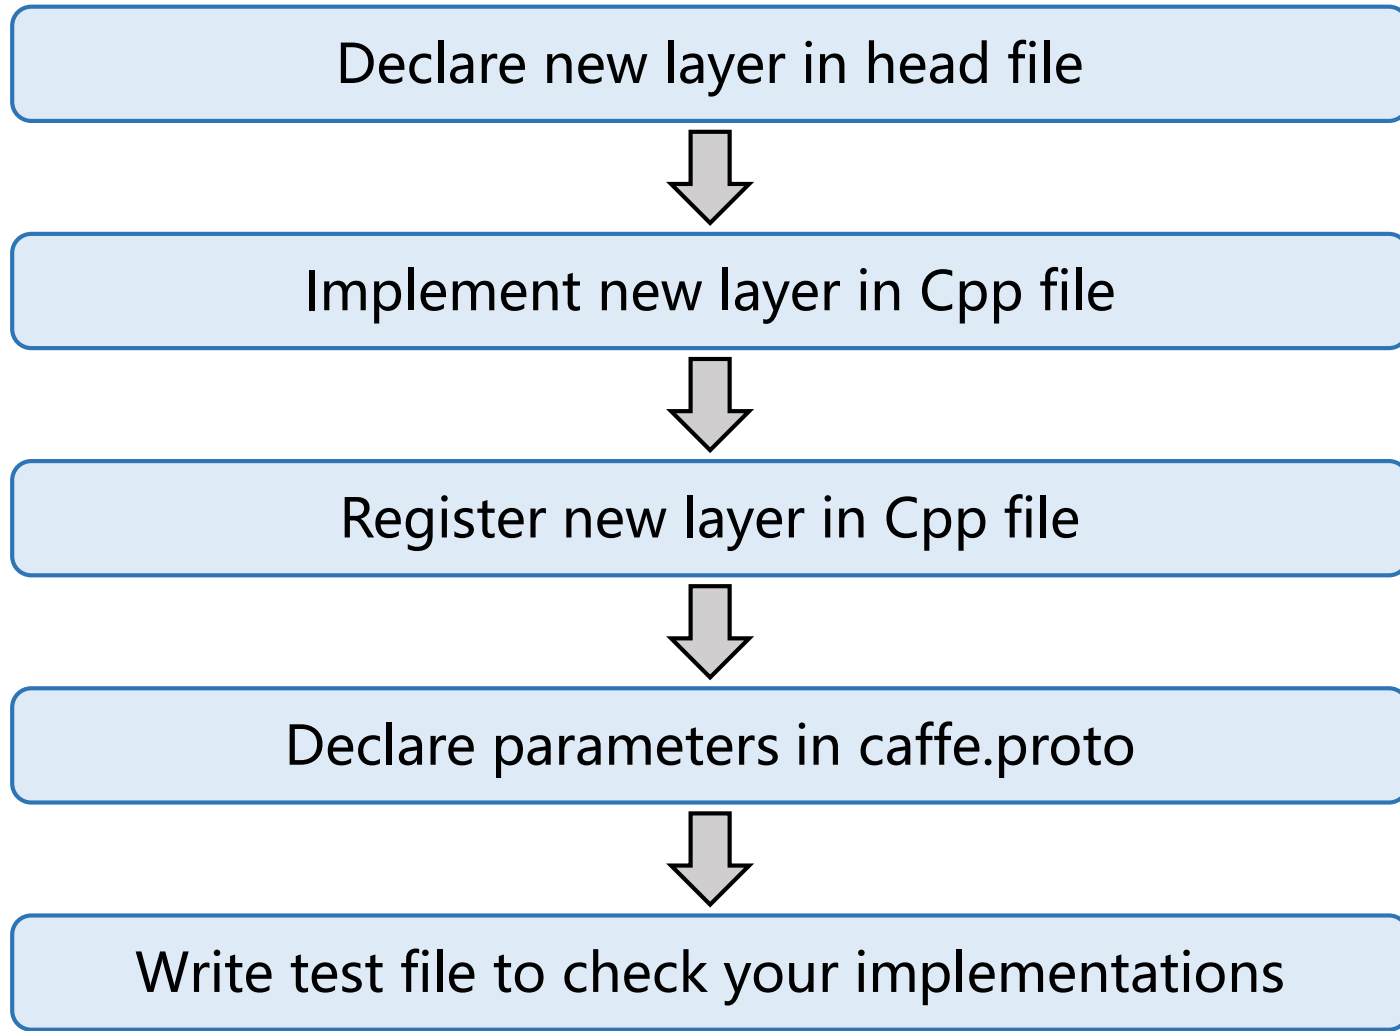 Declare new layer in head file
Implement new layer in Cpp file
Register new layer in Cpp file
Declare parameters in caffe.proto
Write test file to check your implementations